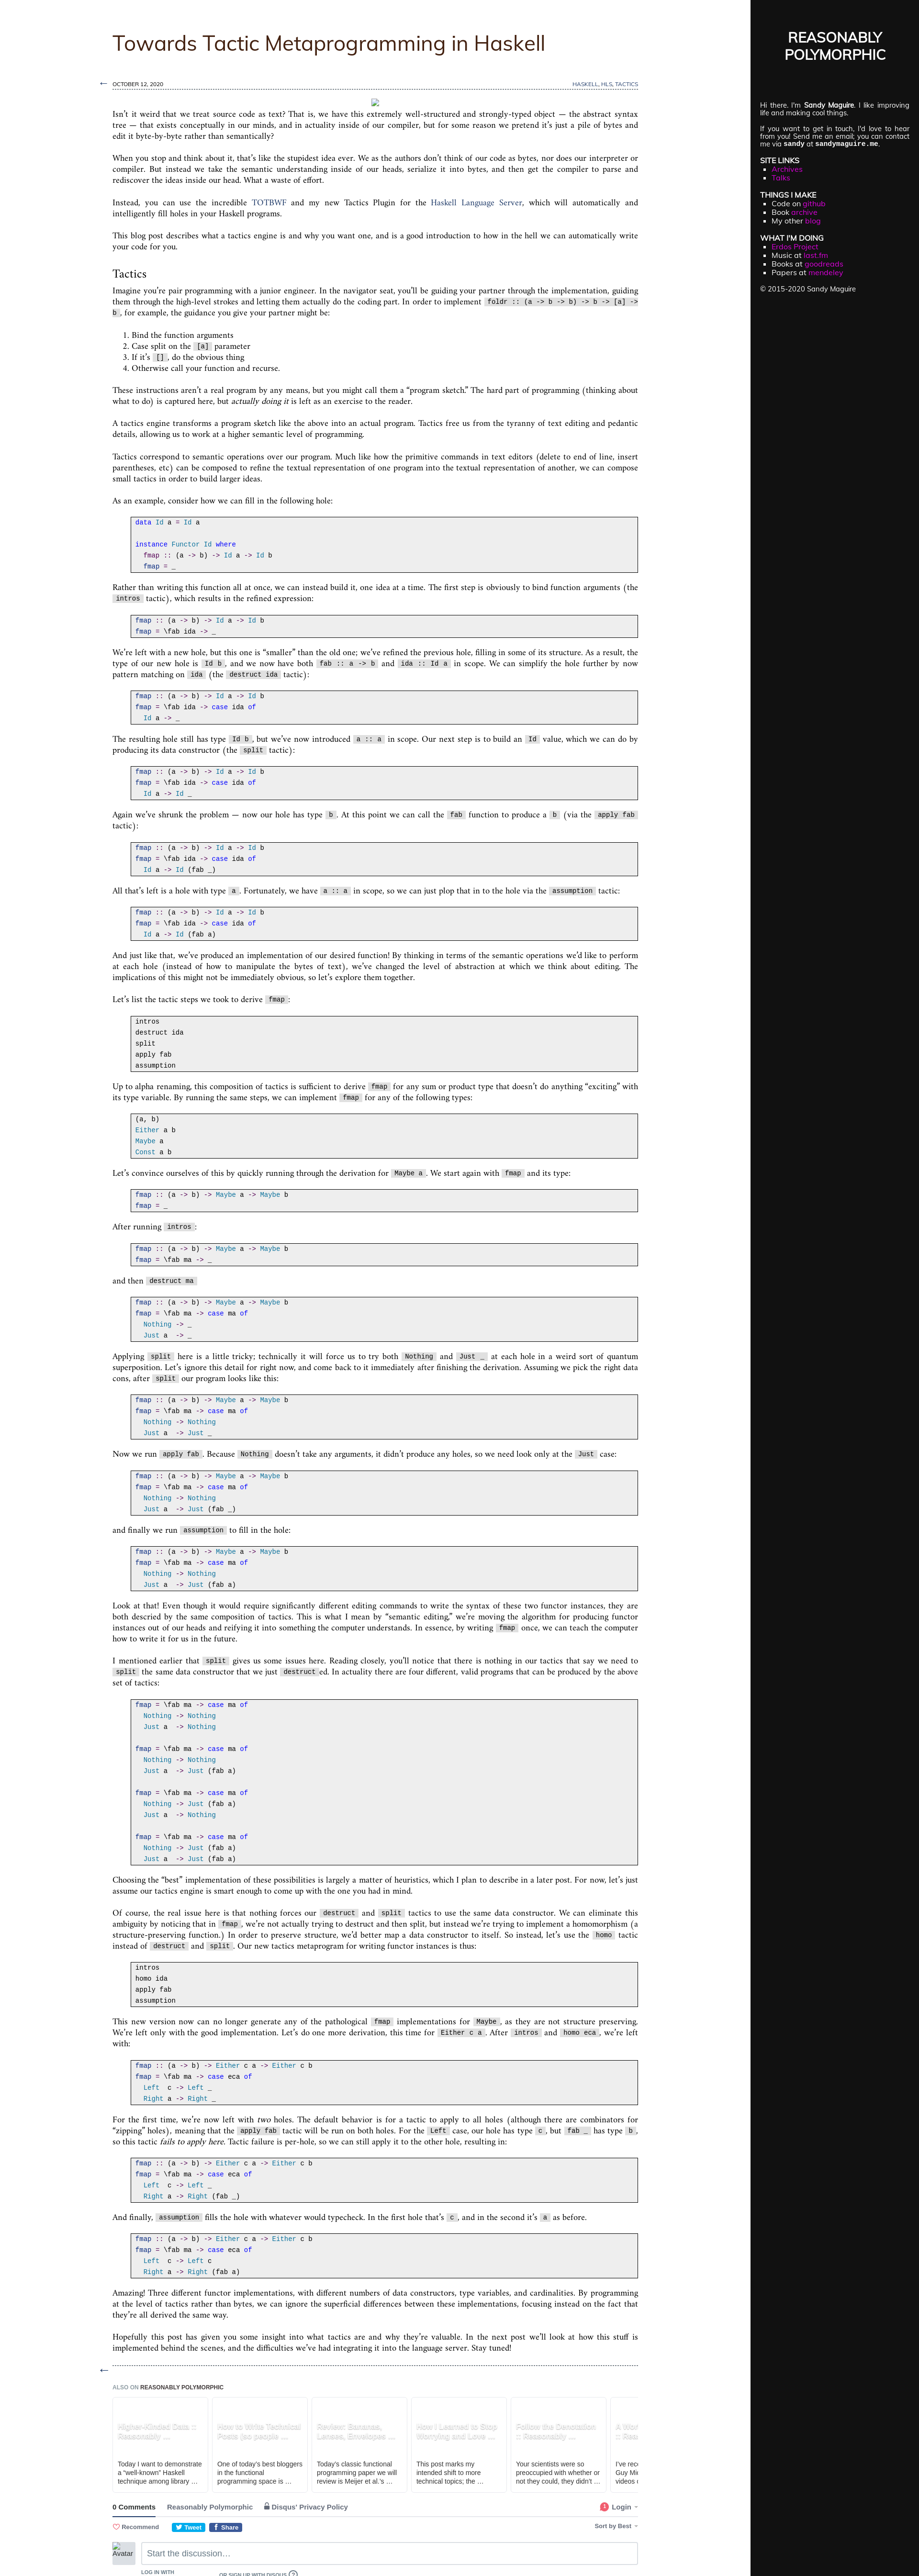 Towards Tactic Metaprogramming in Haskell
←
OCTOBER 12, 2020
HASKELL, HLS, TACTICS
Isn't it weird that we treat source code as text? That is, we have this extremely well-structured and strongly-typed object — the abstract syntax
tree — that exists conceptually in our minds, and in actuality inside of our compiler, but for some reason we pretend it's just a pile of bytes and
edit it byte-by-byte rather than semantically?
When you stop and think about it, that's like the stupidest idea ever. We as the authors don't think of our code as bytes, nor does our interpreter or
compiler. But instead we take the semantic understanding inside of our heads, serialize it into bytes, and then get the compiler to parse and
rediscover the ideas inside our head. What a waste of effort.
Instead, you can use the incredible TOTBWF and my new Tactics Plugin for the Haskell Language Server, which will automatically and
intelligently fill holes in your Haskell programs.
This blog post describes what a tactics engine is and why you want one, and is a good introduction to how in the hell we can automatically write
your code for you.
Tactics
Imagine you're pair programming with a junior engineer. In the navigator seat, you'll be guiding your partner through the implementation, guiding
them through the high-level strokes and letting them actually do the coding part. In order to implement foldr :: (a -> b -> b) -> b -> [a] ->
b, for example, the guidance you give your partner might be:
1. Bind the function arguments
2. Case split on the [a] parameter
3. If it's [], do the obvious thing
4. Otherwise call your function and recurse.
These instructions aren't a real program by any means, but you might call them a “program sketch.” The hard part of programming (thinking about
what to do) is captured here, but actually doing it is left as an exercise to the reader.
A tactics engine transforms a program sketch like the above into an actual program. Tactics free us from the tyranny of text editing and pedantic
details, allowing us to work at a higher semantic level of programming.
Tactics correspond to semantic operations over our program. Much like how the primitive commands in text editors (delete to end of line, insert
parentheses, etc) can be composed to refine the textual representation of one program into the textual representation of another, we can compose
small tactics in order to build larger ideas.
As an example, consider how we can fill in the following hole:
data Id a = Id a
instance Functor Id where
fmap :: (a -> b) -> Id a -> Id b
fmap = _
Rather than writing this function all at once, we can instead build it, one idea at a time. The first step is obviously to bind function arguments (the
intros tactic), which results in the refined expression:
fmap :: (a -> b) -> Id a -> Id b
fmap = \fab ida -> _
We're left with a new hole, but this one is “smaller” than the old one; we've refined the previous hole, filling in some of its structure. As a result, the
type of our new hole is Id b, and we now have both fab :: a -> b and ida :: Id a in scope. We can simplify the hole further by now
pattern matching on ida (the destruct ida tactic):
fmap :: (a -> b) -> Id a -> Id b
fmap = \fab ida -> case ida of
Id a -> _
The resulting hole still has type Id b, but we've now introduced a :: a in scope. Our next step is to build an Id value, which we can do by
producing its data constructor (the split tactic):
fmap :: (a -> b) -> Id a -> Id b
fmap = \fab ida -> case ida of
Id a -> Id _
Again we've shrunk the problem — now our hole has type b. At this point we can call the fab function to produce a b (via the apply fab
tactic):
fmap :: (a -> b) -> Id a -> Id b
fmap = \fab ida -> case ida of
Id a -> Id (fab _)
All that's left is a hole with type a. Fortunately, we have a :: a in scope, so we can just plop that in to the hole via the assumption tactic:
fmap :: (a -> b) -> Id a -> Id b
fmap = \fab ida -> case ida of
Id a -> Id (fab a)
And just like that, we've produced an implementation of our desired function! By thinking in terms of the semantic operations we'd like to perform
at each hole (instead of how to manipulate the bytes of text), we've changed the level of abstraction at which we think about editing. The
implications of this might not be immediately obvious, so let's explore them together.
Let's list the tactic steps we took to derive fmap:
intros
destruct ida
split
apply fab
assumption
Up to alpha renaming, this composition of tactics is sufficient to derive fmap for any sum or product type that doesn't do anything “exciting” with
its type variable. By running the same steps, we can implement fmap for any of the following types:
(a, b)
Either a b
Maybe a
Const a b
Let's convince ourselves of this by quickly running through the derivation for Maybe a. We start again with fmap and its type:
fmap :: (a -> b) -> Maybe a -> Maybe b
fmap = _
After running intros:
fmap :: (a -> b) -> Maybe a -> Maybe b
fmap = \fab ma -> _
and then destruct ma
fmap :: (a -> b) -> Maybe a -> Maybe b
fmap = \fab ma -> case ma of
Nothing -> _
Just a -> _
Applying split here is a little tricky; technically it will force us to try both Nothing and Just _ at each hole in a weird sort of quantum
superposition. Let's ignore this detail for right now, and come back to it immediately after finishing the derivation. Assuming we pick the right data
cons, after split our program looks like this:
fmap :: (a -> b) -> Maybe a -> Maybe b
fmap = \fab ma -> case ma of
Nothing -> Nothing
Just a -> Just _
Now we run apply fab. Because Nothing doesn't take any arguments, it didn't produce any holes, so we need look only at the Just case:
fmap :: (a -> b) -> Maybe a -> Maybe b
fmap = \fab ma -> case ma of
Nothing -> Nothing
Just a -> Just (fab _)
and finally we run assumption to fill in the hole:
fmap :: (a -> b) -> Maybe a -> Maybe b
fmap = \fab ma -> case ma of
Nothing -> Nothing
Just a -> Just (fab a)
Look at that! Even though it would require significantly different editing commands to write the syntax of these two functor instances, they are
both descried by the same composition of tactics. This is what I mean by “semantic editing,” we're moving the algorithm for producing functor
instances out of our heads and reifying it into something the computer understands. In essence, by writing fmap once, we can teach the computer
how to write it for us in the future.
I mentioned earlier that split gives us some issues here. Reading closely, you'll notice that there is nothing in our tactics that say we need to
split the same data constructor that we just destructed. In actuality there are four different, valid programs that can be produced by the above
set of tactics:
fmap = \fab ma -> case ma of
Nothing -> Nothing
Just a -> Nothing
fmap = \fab ma -> case ma of
Nothing -> Nothing
Just a -> Just (fab a)
fmap = \fab ma -> case ma of
Nothing -> Just (fab a)
Just a -> Nothing
fmap = \fab ma -> case ma of
Nothing -> Just (fab a)
Just a -> Just (fab a)
Choosing the “best” implementation of these possibilities is largely a matter of heuristics, which I plan to describe in a later post. For now, let's just
assume our tactics engine is smart enough to come up with the one you had in mind.
Of course, the real issue here is that nothing forces our destruct and split tactics to use the same data constructor. We can eliminate this
ambiguity by noticing that in fmap, we're not actually trying to destruct and then split, but instead we're trying to implement a homomorphism (a
structure-preserving function.) In order to preserve structure, we'd better map a data constructor to itself. So instead, let's use the homo tactic
instead of destruct and split. Our new tactics metaprogram for writing functor instances is thus:
intros
homo ida
apply fab
assumption
This new version now can no longer generate any of the pathological fmap implementations for Maybe, as they are not structure preserving.
We're left only with the good implementation. Let's do one more derivation, this time for Either c a. After intros and homo eca, we're left
with:
fmap :: (a -> b) -> Either c a -> Either c b
fmap = \fab ma -> case eca of
Left c -> Left _
Right a -> Right _
For the first time, we're now left with two holes. The default behavior is for a tactic to apply to all holes (although there are combinators for
“zipping” holes), meaning that the apply fab tactic will be run on both holes. For the Left case, our hole has type c, but fab _ has type b,
so this tactic fails to apply here. Tactic failure is per-hole, so we can still apply it to the other hole, resulting in:
fmap :: (a -> b) -> Either c a -> Either c b
fmap = \fab ma -> case eca of
Left c -> Left _
Right a -> Right (fab _)
And finally, assumption fills the hole with whatever would typecheck. In the first hole that's c, and in the second it's a as before.
fmap :: (a -> b) -> Either c a -> Either c b
fmap = \fab ma -> case eca of
Left c -> Left c
Right a -> Right (fab a)
Amazing! Three different functor implementations, with different numbers of data constructors, type variables, and cardinalities. By programming
at the level of tactics rather than bytes, we can ignore the superficial differences between these implementations, focusing instead on the fact that
they're all derived the same way.
Hopefully this post has given you some insight into what tactics are and why they're valuable. In the next post we'll look at how this stuff is
implemented behind the scenes, and the difficulties we've had integrating it into the language server. Stay tuned!
←
ALSO ON REASONABLY POLYMORPHIC
Higher-Kinded Data ::
Reasonably …
Today I want to demonstrate
a “well-known” Haskell
technique among library …
How to Write Technical
Posts (so people …
One of today's best bloggers
in the functional
programming space is …
Review: Bananas,
Lenses, Envelopes …
Today's classic functional
programming paper we will
review is Meijer et al.'s …
How I Learned to Stop
Worrying and Love …
This post marks my
intended shift to more
technical topics; the …
Follow the Denotation
:: Reasonably …
Your scientists were so
preoccupied with whether or
not they could, they didn't …
0 Comments
Reasonably Polymorphic
Disqus' Privacy Policy
1
Login
Recommend
Tweet
Share
Sort by Best
Avatar
Start the discussion…
LOG IN WITH
OR SIGN UP WITH DISQUS ?
REASONABLY
POLYMORPHIC
Hi there. I'm Sandy Maguire. I like improving
life and making cool things.
If you want to get in touch, I'd love to hear
from you! Send me an email; you can contact
me via sandy at sandymaguire.me.
SITE LINKS
Archives
Talks
THINGS I MAKE
Code on github
Book archive
My other blog
WHAT I'M DOING
Erdos Project
Music at last.fm
Books at goodreads
Papers at mendeley
© 2015-2020 Sandy Maguire